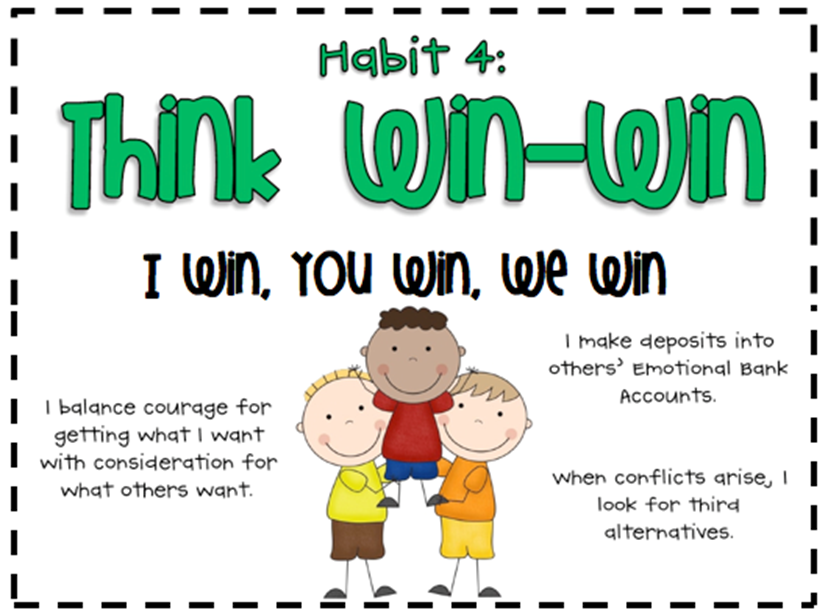 Habit 4:
Think Win-Win
I Win, You Win, We Win
I balance courage for
getting what I want
with consideration for
what others want.
I make deposits into
others' Emotional Bank
Accounts.
When conflicts arise, I
look for third
alternatives.